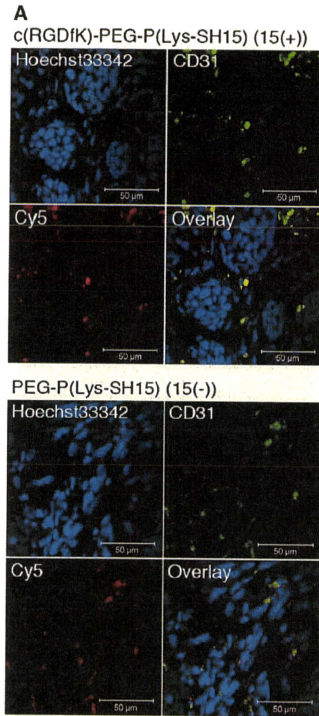 A
c(RGDfK)-PEG-P(Lys-SH15) (15(+))
Hoechst33342 CD31
50 μm 50 μm
Cy5 Overlay
50 μm 50 μm
PEG-P(Lys-SH15) (15(-))
Hoechst33342 CD31
50 μm 50 μm
Cy5 Overlay
50 μm 50 μm